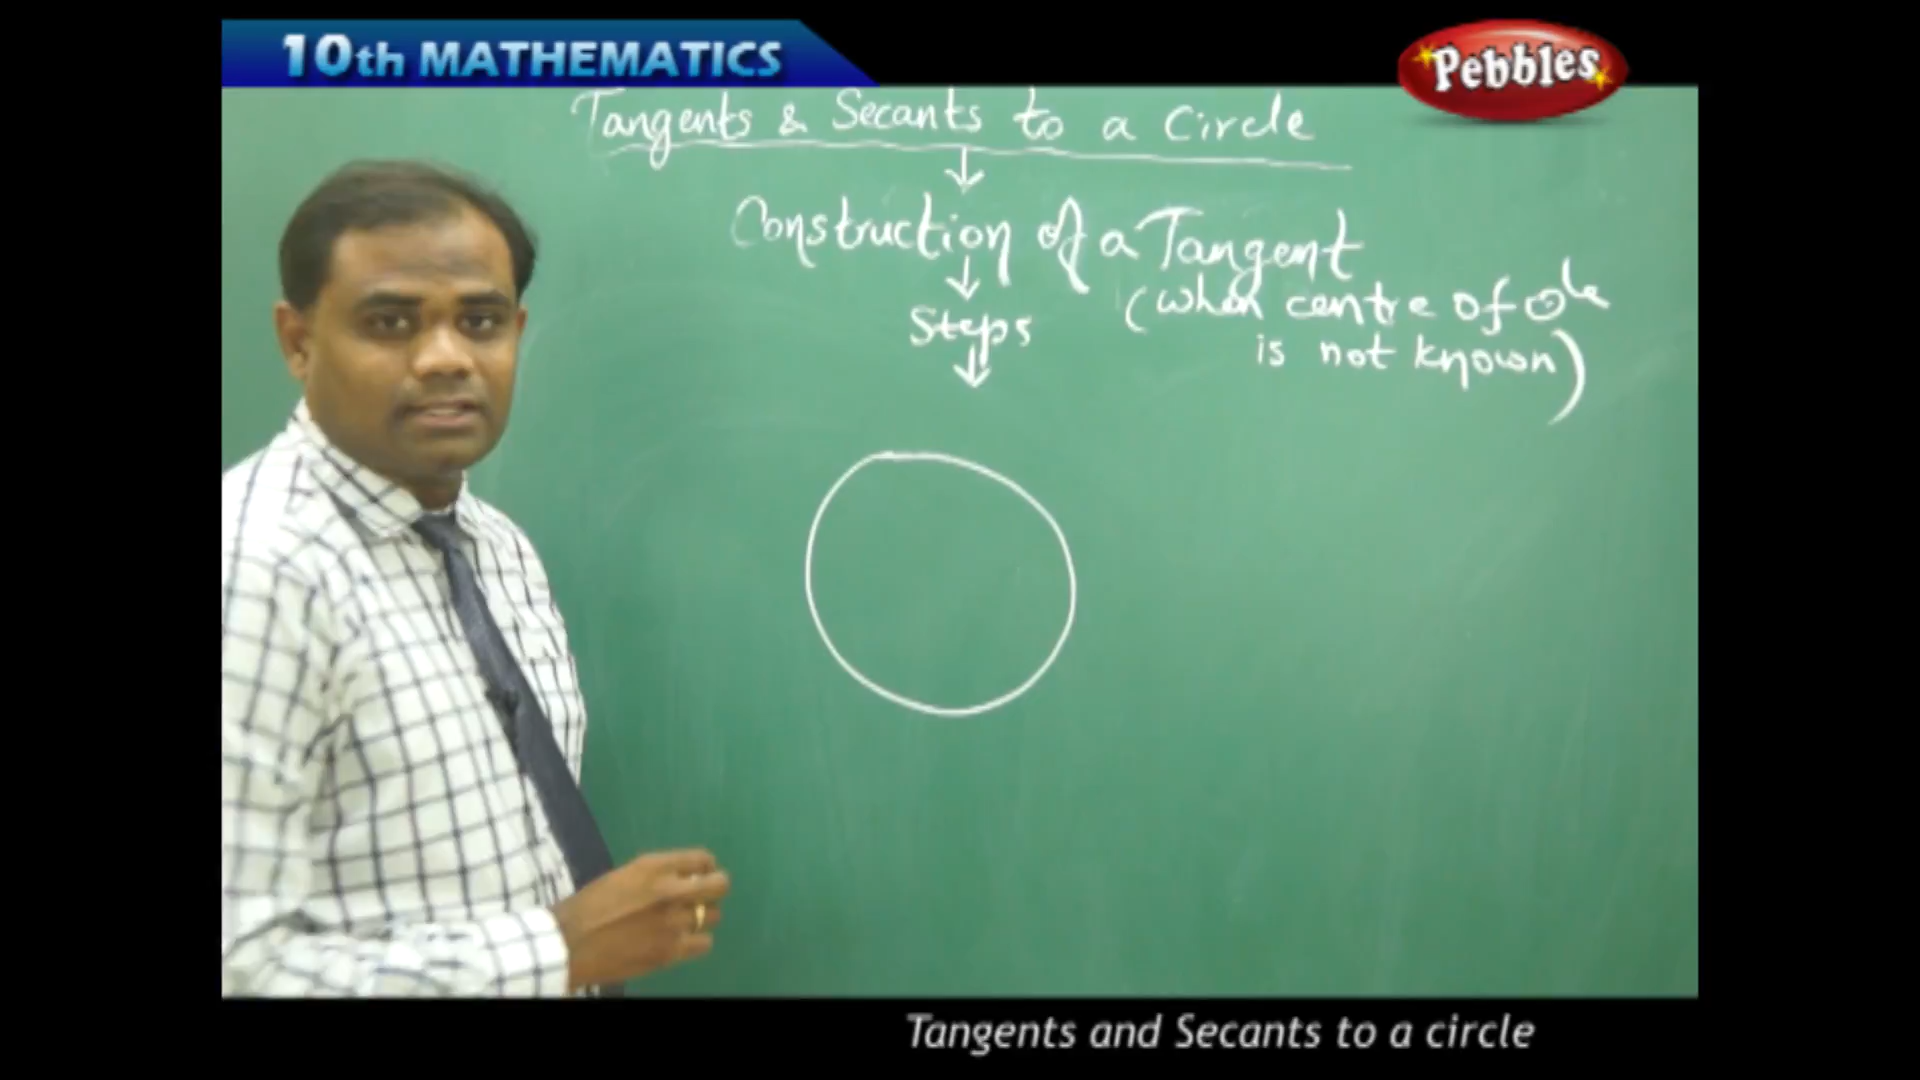 10th MATHEMATICS
Pebbles
Tangents & Secants to a Circle
Construction of a Tangent
(when centre of ⊙le
is not known)
Steps
Tangents and Secants to a circle